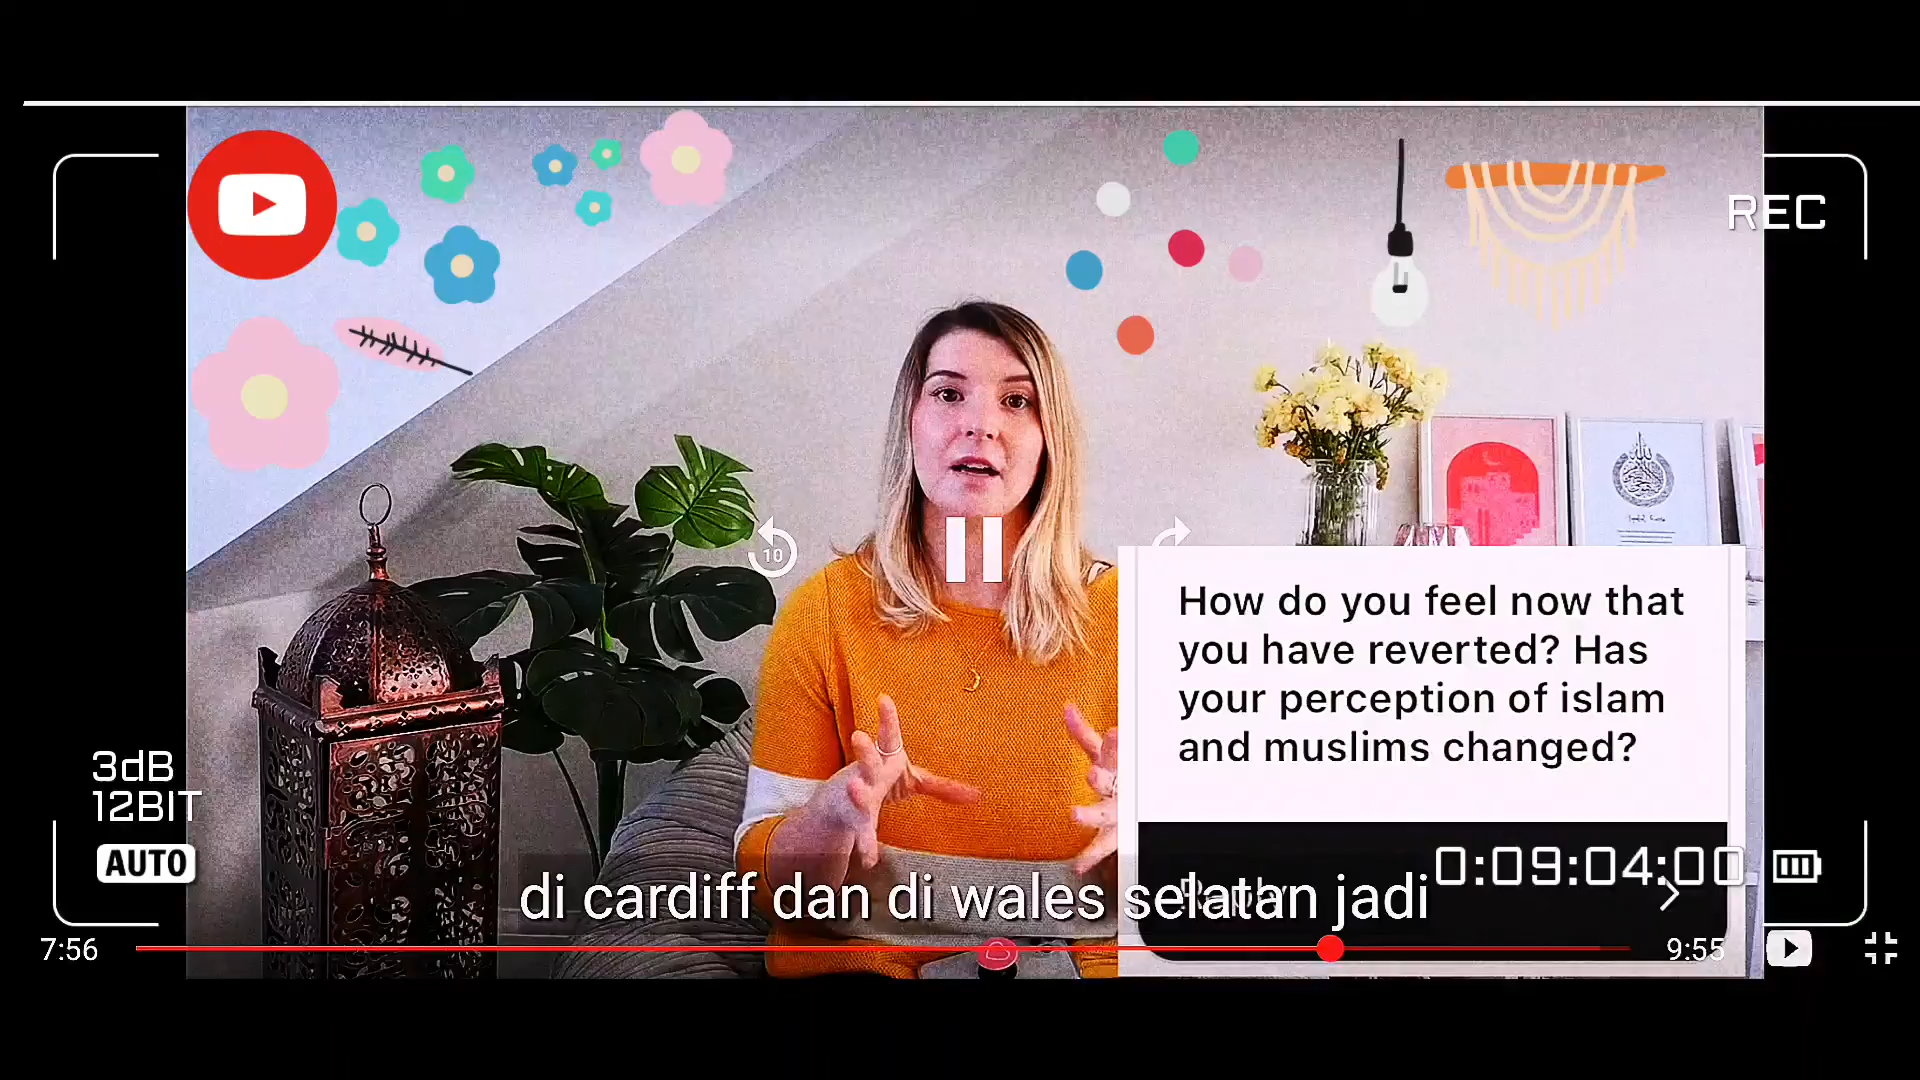 REC
10
How do you feel now that
you have reverted? Has
your perception of islam
and muslims changed?
3dB
12BIT
AUTO
0:09:04:00
di cardiff dan di wales selatan jadi
7:56
9:55